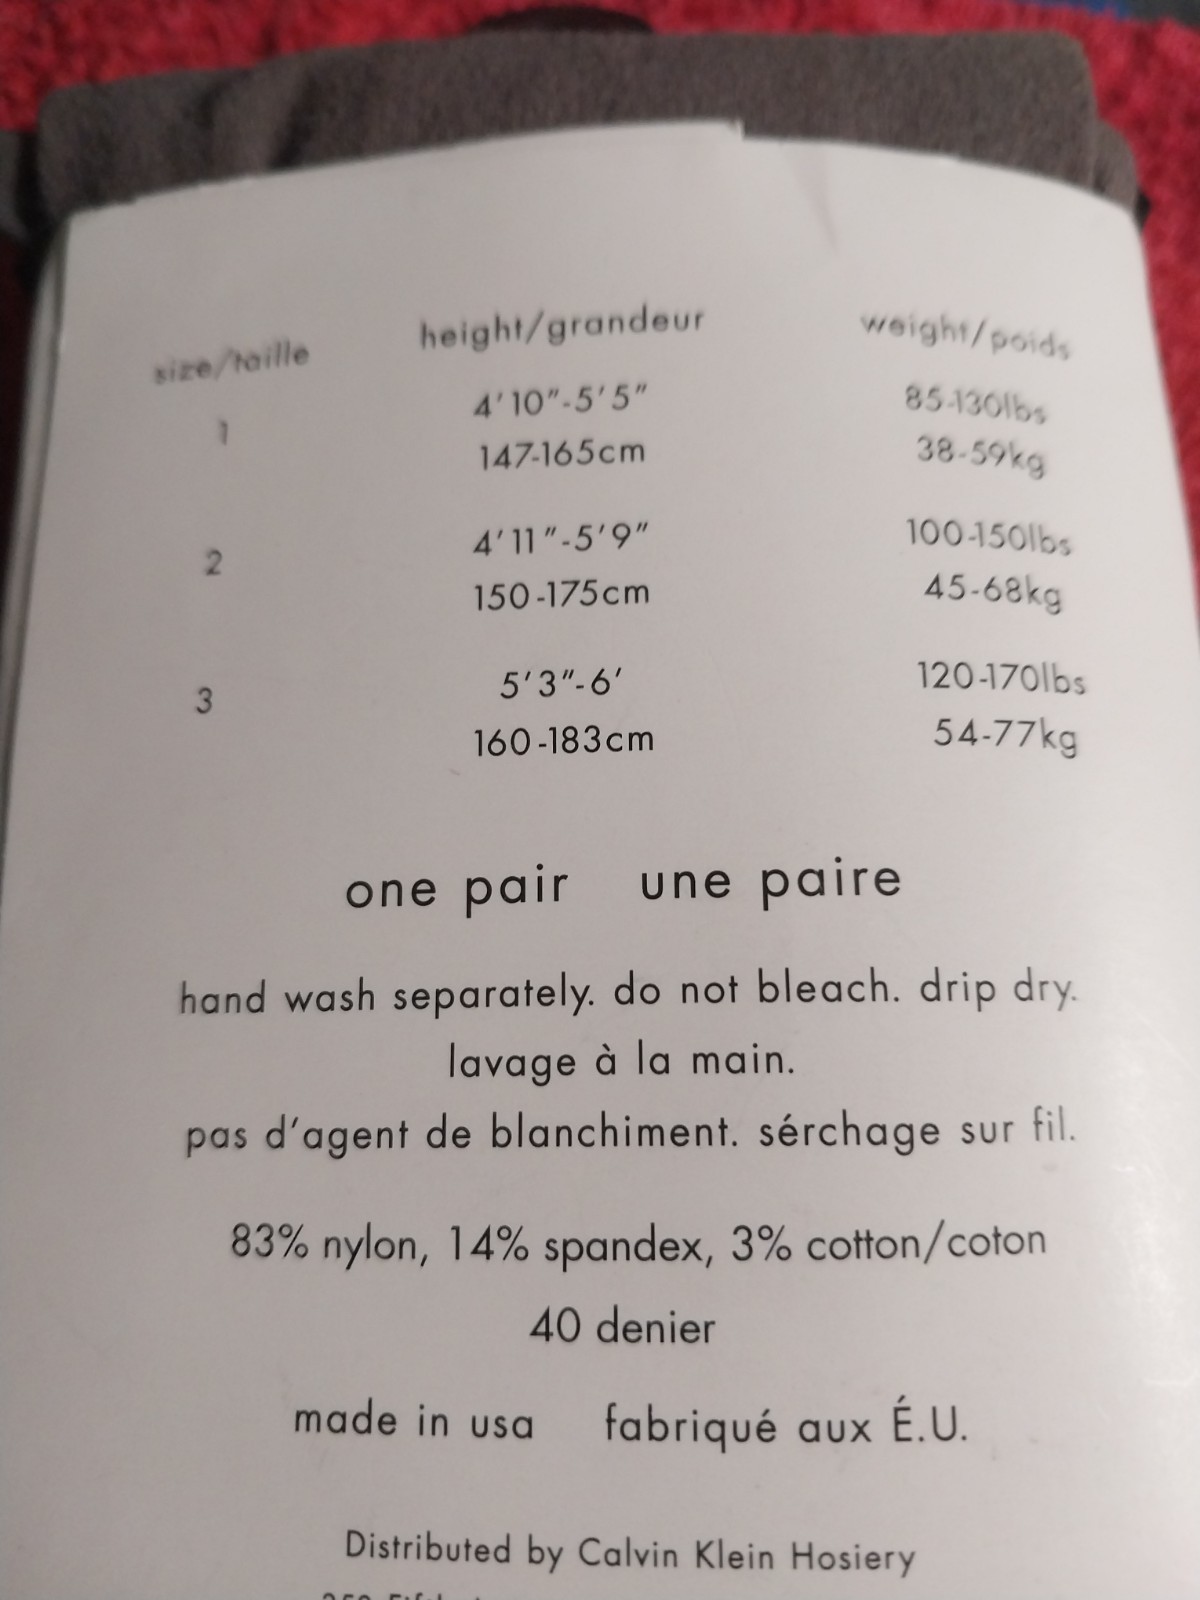 size/taille height/grandeur weight/poids
1 4'10"-5'5" 85-130lbs
147-165cm 38-59kg
2 4'11"-5'9" 100-150lbs
150-175cm 45-68kg
3 5'3"-6' 120-170lbs
160-183cm 54-77kg
one pair une paire
hand wash separately. do not bleach. drip dry.
lavage à la main.
pas d'agent de blanchiment. sérchage sur fil.
83% nylon, 14% spandex, 3% cotton/coton
40 denier
made in usa fabriqué aux É.U.
Distributed by Calvin Klein Hosiery